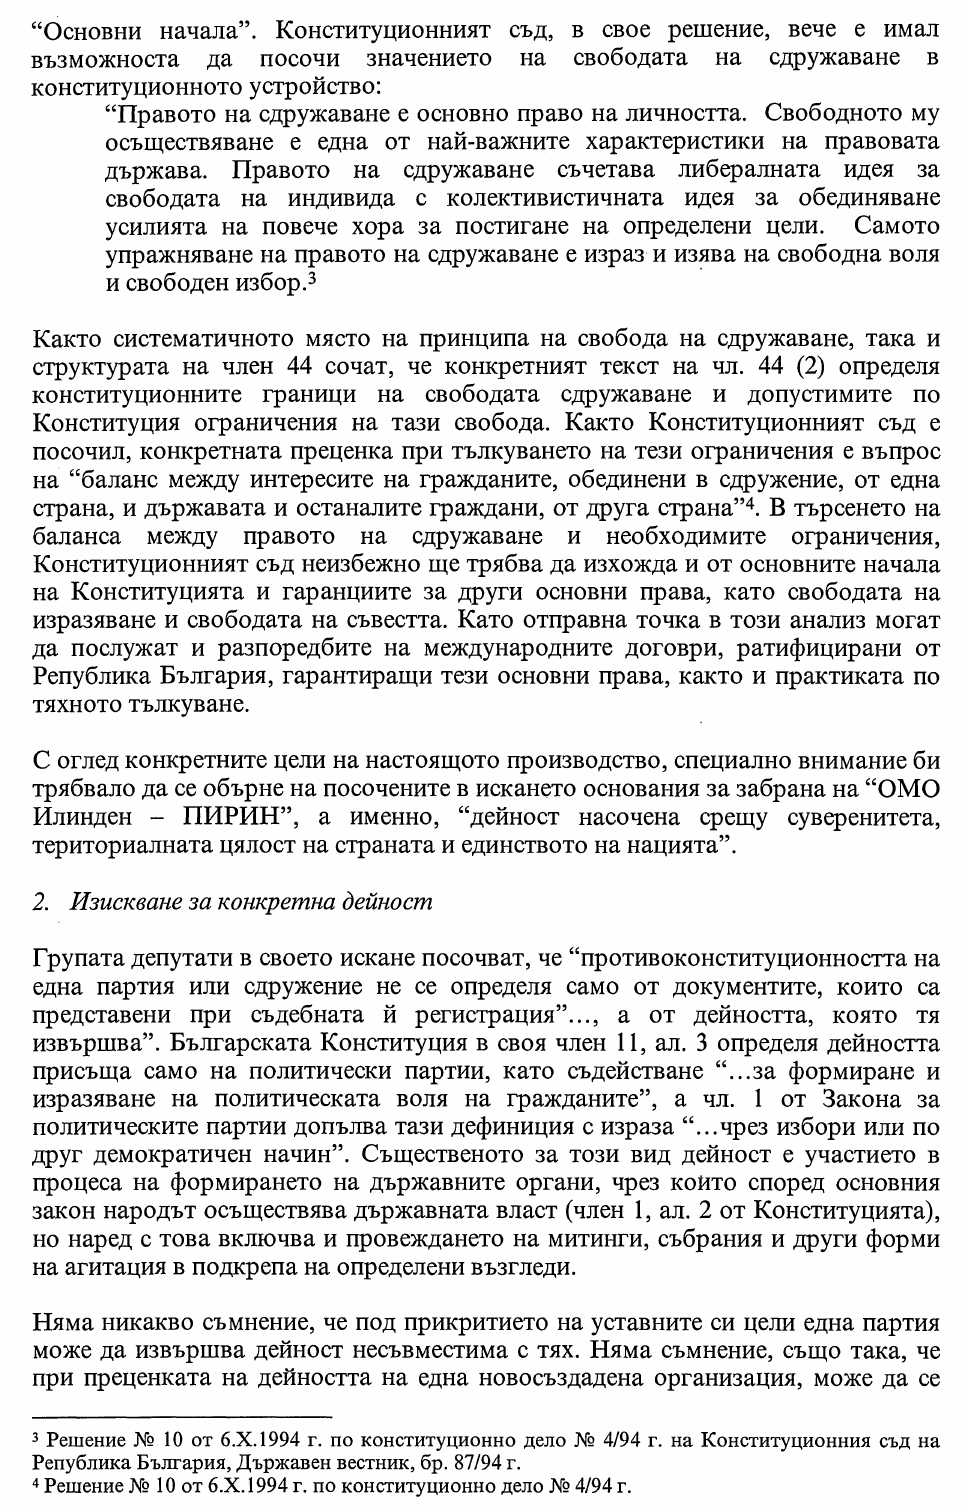 “Основни начала”. Конституционният съд, в свое решение, вече е имал
възможноста да посочи значението на свободата на сдружаване в
конституционното устройство:
“Правото на сдружаване е основно право на личността. Свободното му
осъществяване е една от най-важните характеристики на правовата
държава. Правото на сдружаване съчетава либералната идея за
свободата на индивида с колективистичната идея за обединяване
усилията на повече хора за постигане на определени цели. Самото
упражняване на правото на сдружаване е израз и изява на свободна воля
и свободен избор.³
Както систематичното място на принципа на свобода на сдружаване, така и
структурата на член 44 сочат, че конкретният текст на чл. 44 (2) определя
конституционните граници на свободата сдружаване и допустимите по
Конституция ограничения на тази свобода. Както Конституционният съд е
посочил, конкретната преценка при тълкуването на тези ограничения е въпрос
на “баланс между интересите на гражданите, обединени в сдружение, от една
страна, и държавата и останалите граждани, от друга страна”⁴. В търсенето на
баланса между правото на сдружаване и необходимите ограничения,
Конституционният съд неизбежно ще трябва да изхожда и от основните начала
на Конституцията и гаранциите за други основни права, като свободата на
изразяване и свободата на съвестта. Като отправна точка в този анализ могат
да послужат и разпоредбите на международните договри, ратифицирани от
Република България, гарантиращи тези основни права, както и практиката по
тяхното тълкуване.
С оглед конкретните цели на настоящото производство, специално внимание би
трябвало да се обърне на посочените в искането основания за забрана на “ОМО
Илинден – ПИРИН”, а именно, “дейност насочена срещу суверенитета,
териториалната цялост на страната и единството на нацията”.
2. Изискване за конкретна дейност
Групата депутати в своето искане посочват, че “противоконституционността на
една партия или сдружение не се определя само от документите, които са
представени при съдебната й регистрация”..., а от дейността, която тя
извършва”. Българската Конституция в своя член 11, ал. 3 определя дейността
присъща само на политически партии, като съдействаne “...за формиране и
изразяване на политическата воля на гражданите”, а чл. 1 от Закона за
политическите партии допълва тази дефиниция с израза “...чрез избори или по
друг демократичен начин”. Същественото за този вид дейност е участието в
процеса на формирането на държавните органи, чрез който според основния
закон народът осъществява държавната власт (член 1, ал. 2 от Конституцията),
но наред с това включва и провеждането на митинги, събрания и други форми
на агитация в подкрепа на определени възгледи.
Няма никакво съмнение, че под прикритието на уставните си цели една партия
може да извършва дейност несъвместима с тях. Няма съмнение, също така, че
при преценката на дейността на една новосъздадена организация, може да се
³ Решение № 10 от 6.X.1994 г. по конституционно дело № 4/94 г. на Конституционния съд на
Република България, Държавен вестник, бр. 87/94 г.
⁴ Решение № 10 от 6.X.1994 г. по конституционно дело № 4/94 г.